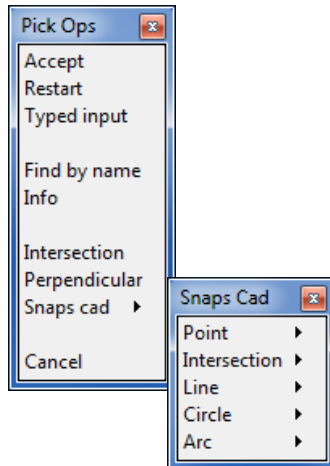 Pick Ops
Accept
Restart
Typed input
Find by name
Info
Intersection
Perpendicular
Snaps cad
Cancel
Snaps Cad
Point
Intersection
Line
Circle
Arc